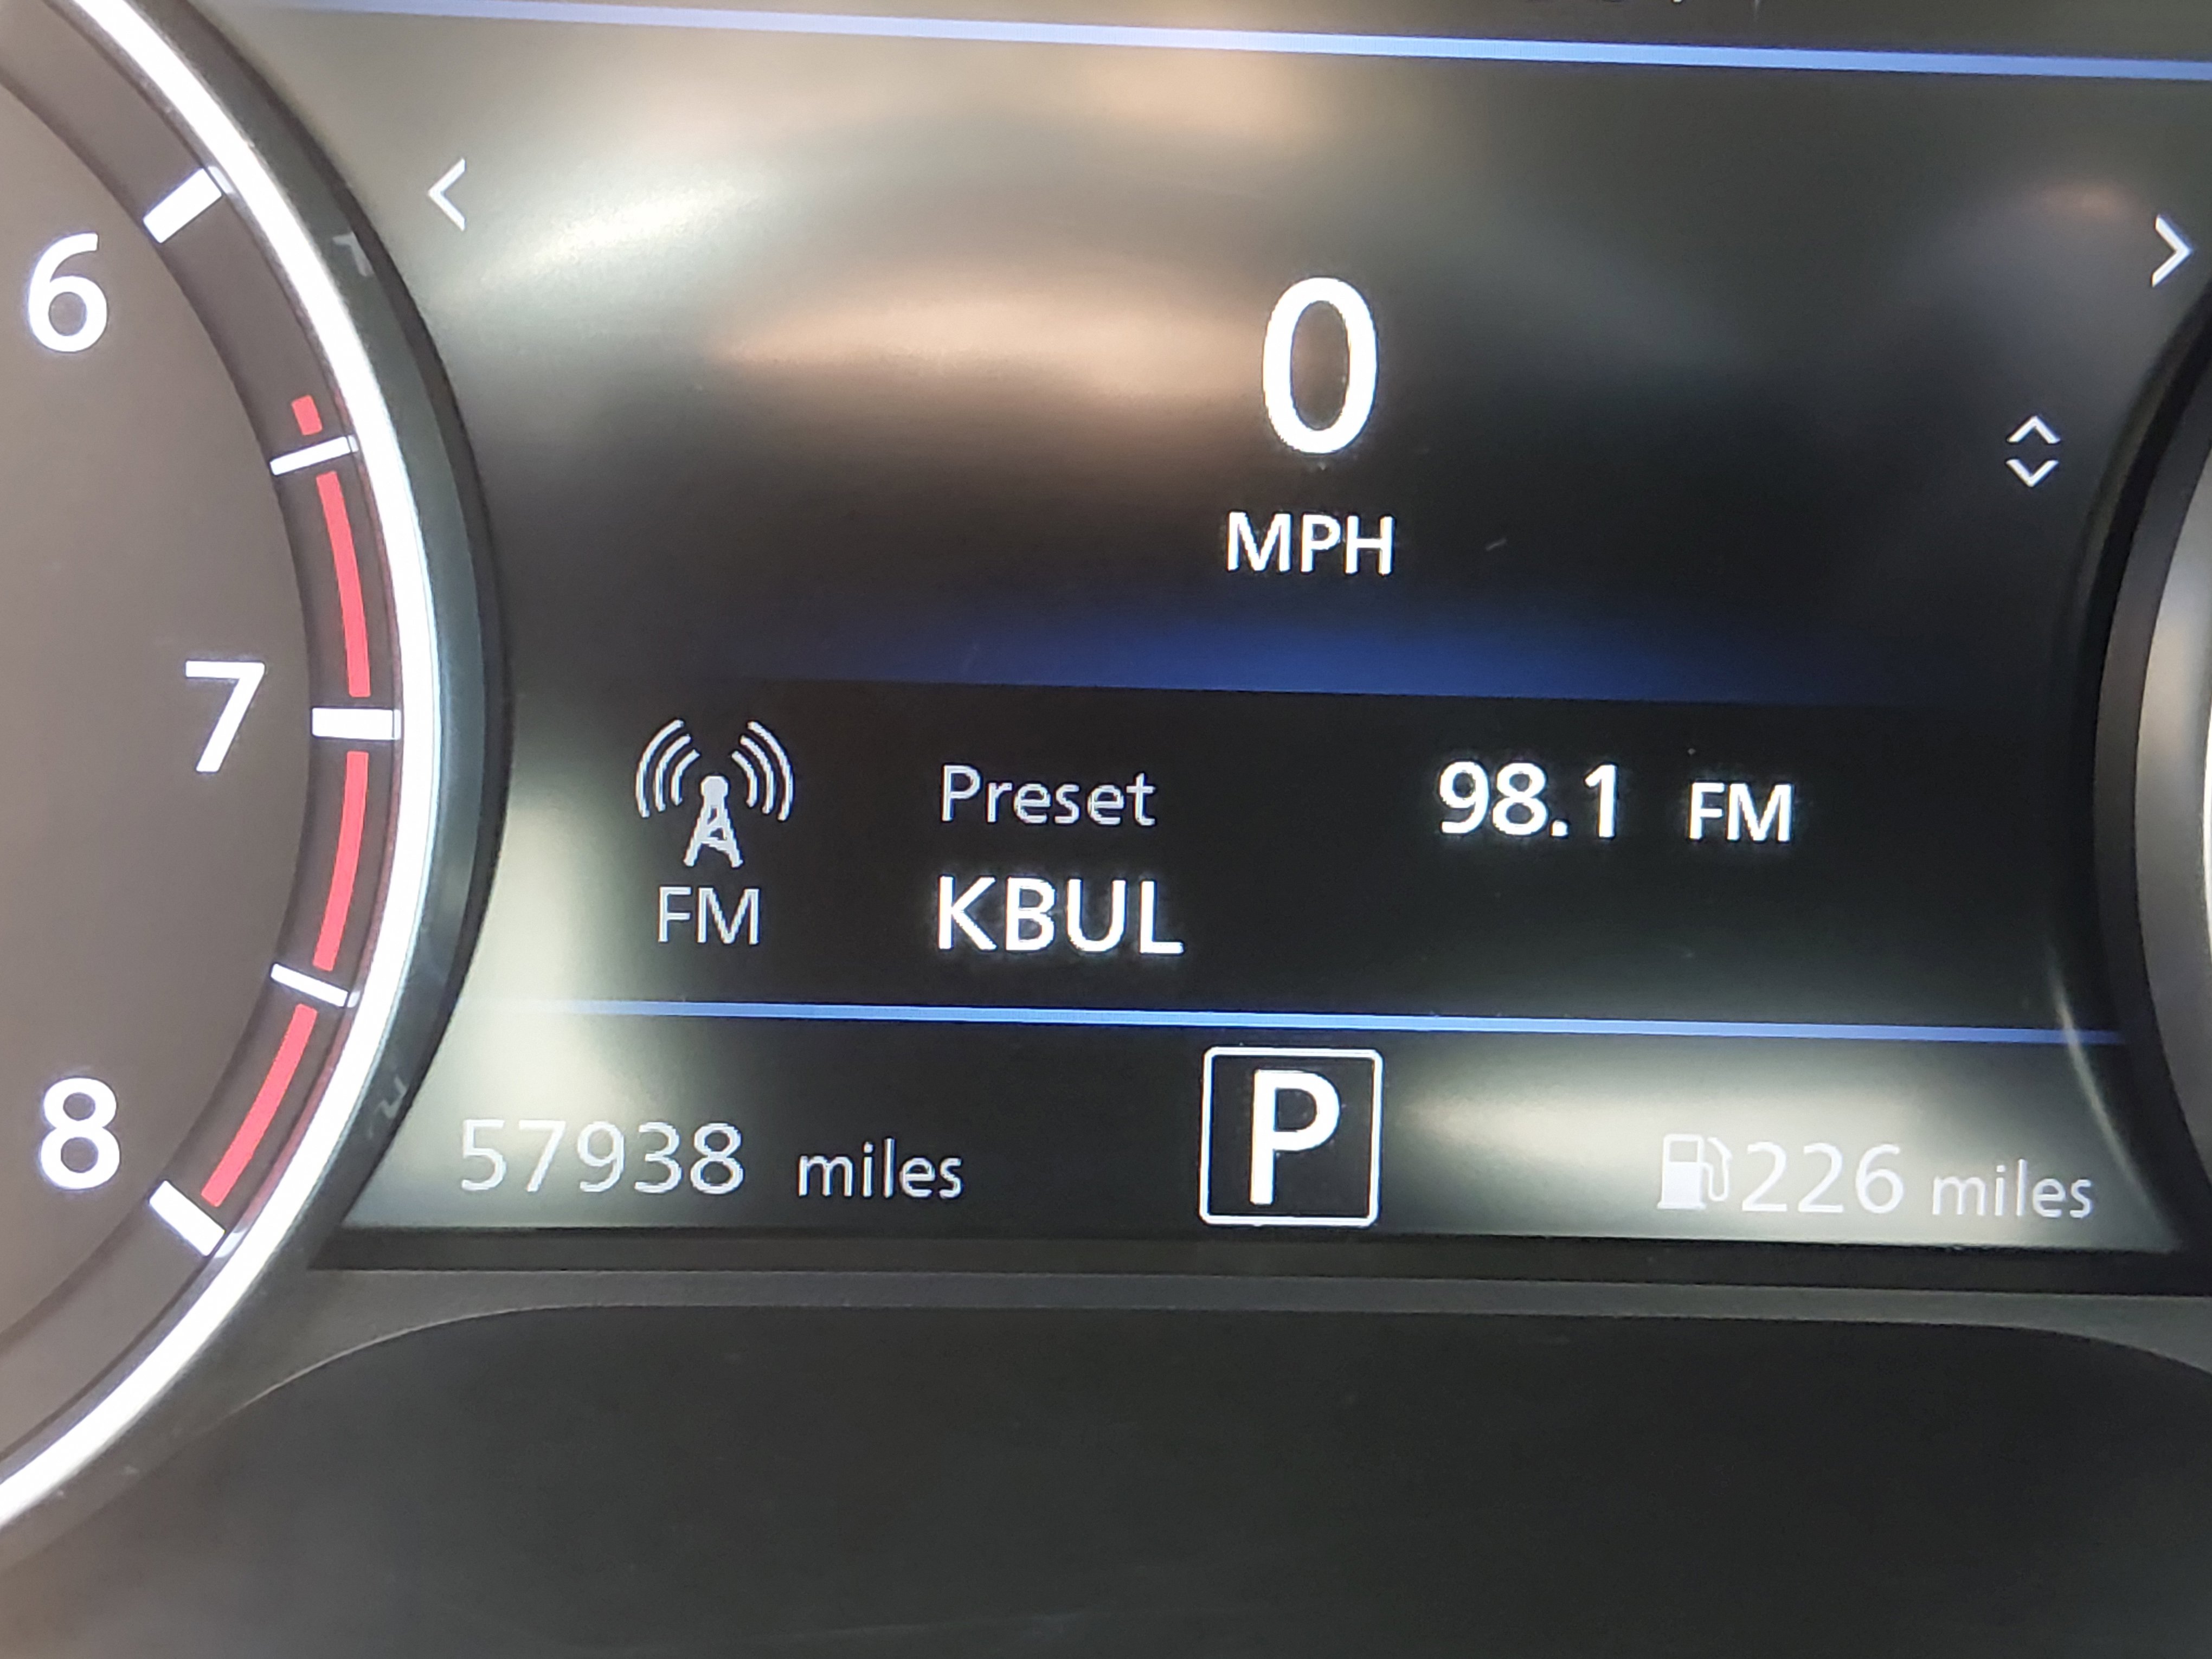 6
7
8
0
MPH
Preset 98.1 FM
FM KBUL
57938 miles P 226 miles